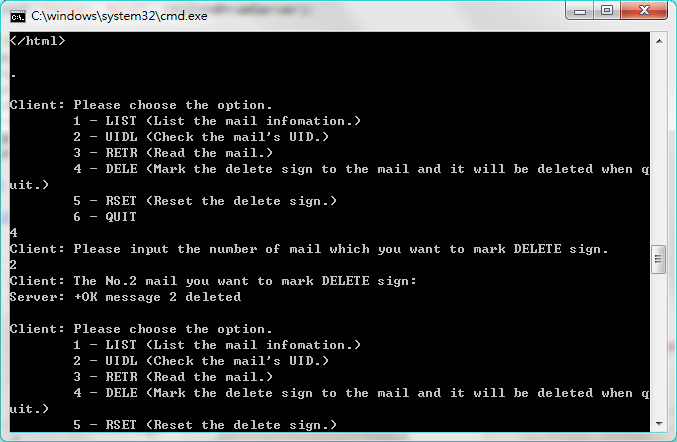 C:\windows\system32\cmd.exe
</html>
.
Client: Please choose the option.
1 - LIST (List the mail infomation.)
2 - UIDL (Check the mail's UID.)
3 - RETR (Read the mail.)
4 - DELE (Mark the delete sign to the mail and it will be deleted when q
uit.)
5 - RSET (Reset the delete sign.)
6 - QUIT
4
Client: Please input the number of mail which you want to mark DELETE sign.
2
Client: The No.2 mail you want to mark DELETE sign:
Server: +OK message 2 deleted
Client: Please choose the option.
1 - LIST (List the mail infomation.)
2 - UIDL (Check the mail's UID.)
3 - RETR (Read the mail.)
4 - DELE (Mark the delete sign to the mail and it will be deleted when q
uit.)
5 - RSET (Reset the delete sign.)